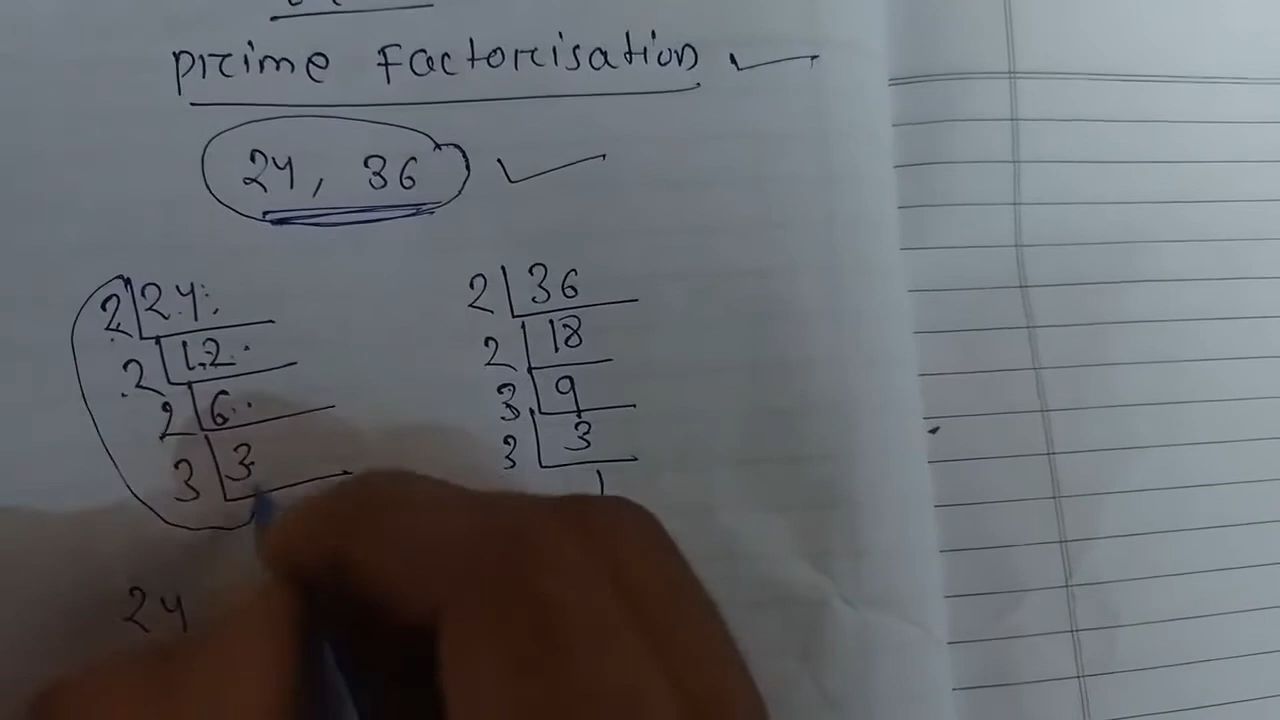 Prime Factorisation
24, 36
2 | 24
2 | 12
2 | 6
3 | 3
2 | 36
2 | 18
3 | 9
3 | 3
1
24